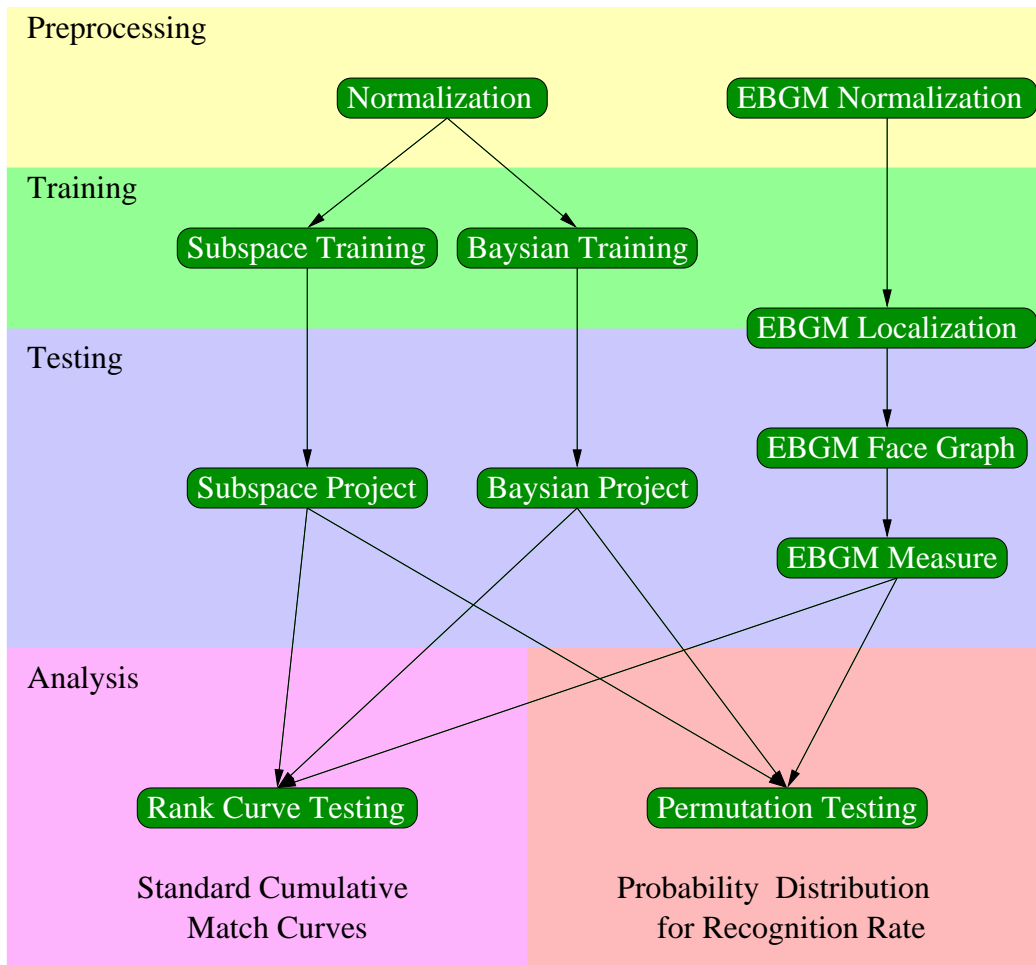 Preprocessing
Normalization
EBGM Normalization
Training
Subspace Training
Baysian Training
EBGM Localization
Testing
EBGM Face Graph
Subspace Project
Baysian Project
EBGM Measure
Analysis
Rank Curve Testing
Permutation Testing
Standard Cumulative
Match Curves
Probability Distribution
for Recognition Rate